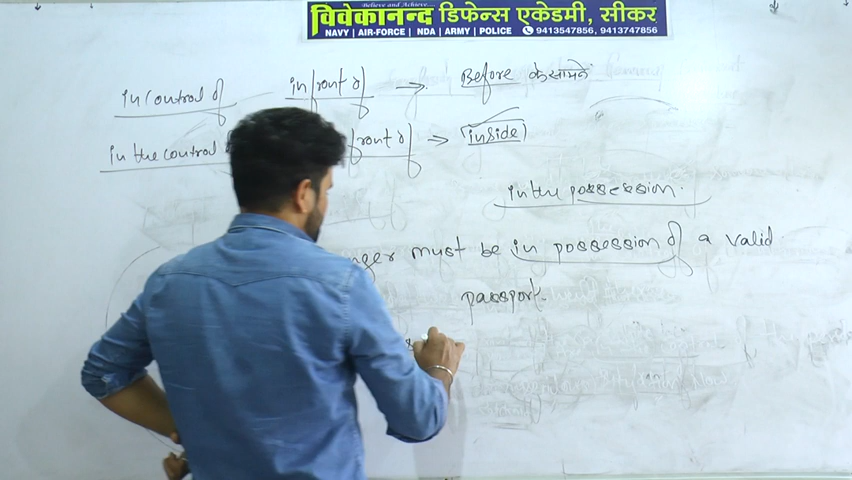 Believe and Achieve....
विवेकानन्द डिफेन्स एकेडमी, सीकर
NAVY | AIR-FORCE | NDA | ARMY | POLICE 9413547856, 9413747856
in control of in front of → Before के सामने
in the control front of → inside
in the possession.
nger must be in possession of a valid
passport.